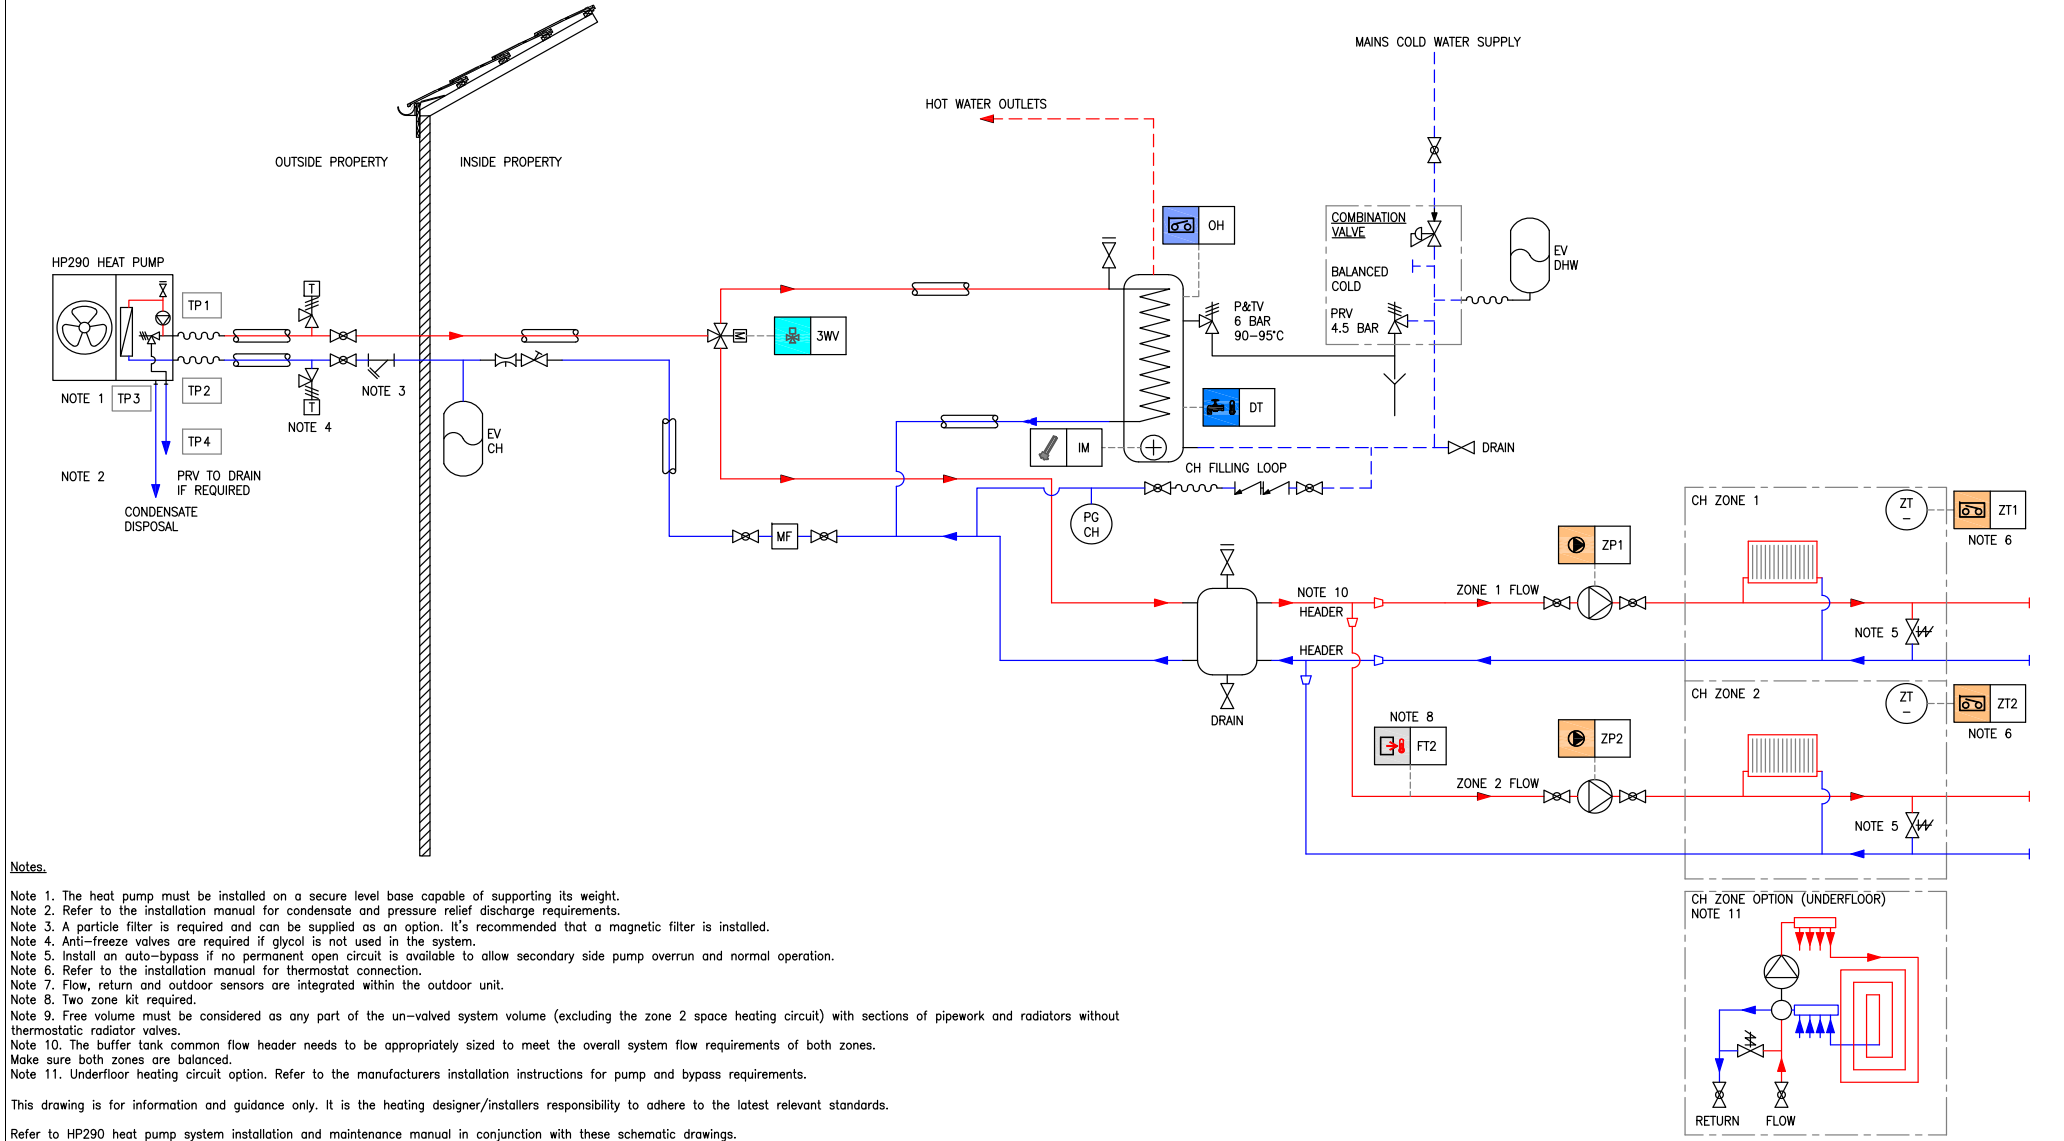 MAINS COLD WATER SUPPLY
HOT WATER OUTLETS
OUTSIDE PROPERTY
INSIDE PROPERTY
OH
COMBINATION
VALVE
BALANCED
COLD
PRV
4.5 BAR
EV
DHW
HP290 HEAT PUMP
TP1
TP2
TP3
TP4
T
T
NOTE 1
NOTE 2
NOTE 3
NOTE 4
PRV TO DRAIN
IF REQUIRED
CONDENSATE
DISPOSAL
EV
CH
M
3WV
P&TV
6 BAR
90-95°C
DT
IM
DRAIN
CH FILLING LOOP
PG
CH
MF
CH ZONE 1
ZT
–
ZT1
NOTE 6
ZP1
NOTE 10
HEADER
ZONE 1 FLOW
NOTE 5
HEADER
DRAIN
CH ZONE 2
ZT
–
ZT2
NOTE 6
NOTE 8
FT2
ZP2
ZONE 2 FLOW
NOTE 5
CH ZONE OPTION (UNDERFLOOR)
NOTE 11
RETURN
FLOW
Notes.
Note 1. The heat pump must be installed on a secure level base capable of supporting its weight.
Note 2. Refer to the installation manual for condensate and pressure relief discharge requirements.
Note 3. A particle filter is required and can be supplied as an option. It's recommended that a magnetic filter is installed.
Note 4. Anti-freeze valves are required if glycol is not used in the system.
Note 5. Install an auto-bypass if no permanent open circuit is available to allow secondary side pump overrun and normal operation.
Note 6. Refer to the installation manual for thermostat connection.
Note 7. Flow, return and outdoor sensors are integrated within the outdoor unit.
Note 8. Two zone kit required.
Note 9. Free volume must be considered as any part of the un-valved system volume (excluding the zone 2 space heating circuit) with sections of pipework and radiators without
thermostatic radiator valves.
Note 10. The buffer tank common flow header needs to be appropriately sized to meet the overall system flow requirements of both zones.
Make sure both zones are balanced.
Note 11. Underfloor heating circuit option. Refer to the manufacturers installation instructions for pump and bypass requirements.
This drawing is for information and guidance only. It is the heating designer/installers responsibility to adhere to the latest relevant standards.
Refer to HP290 heat pump system installation and maintenance manual in conjunction with these schematic drawings.